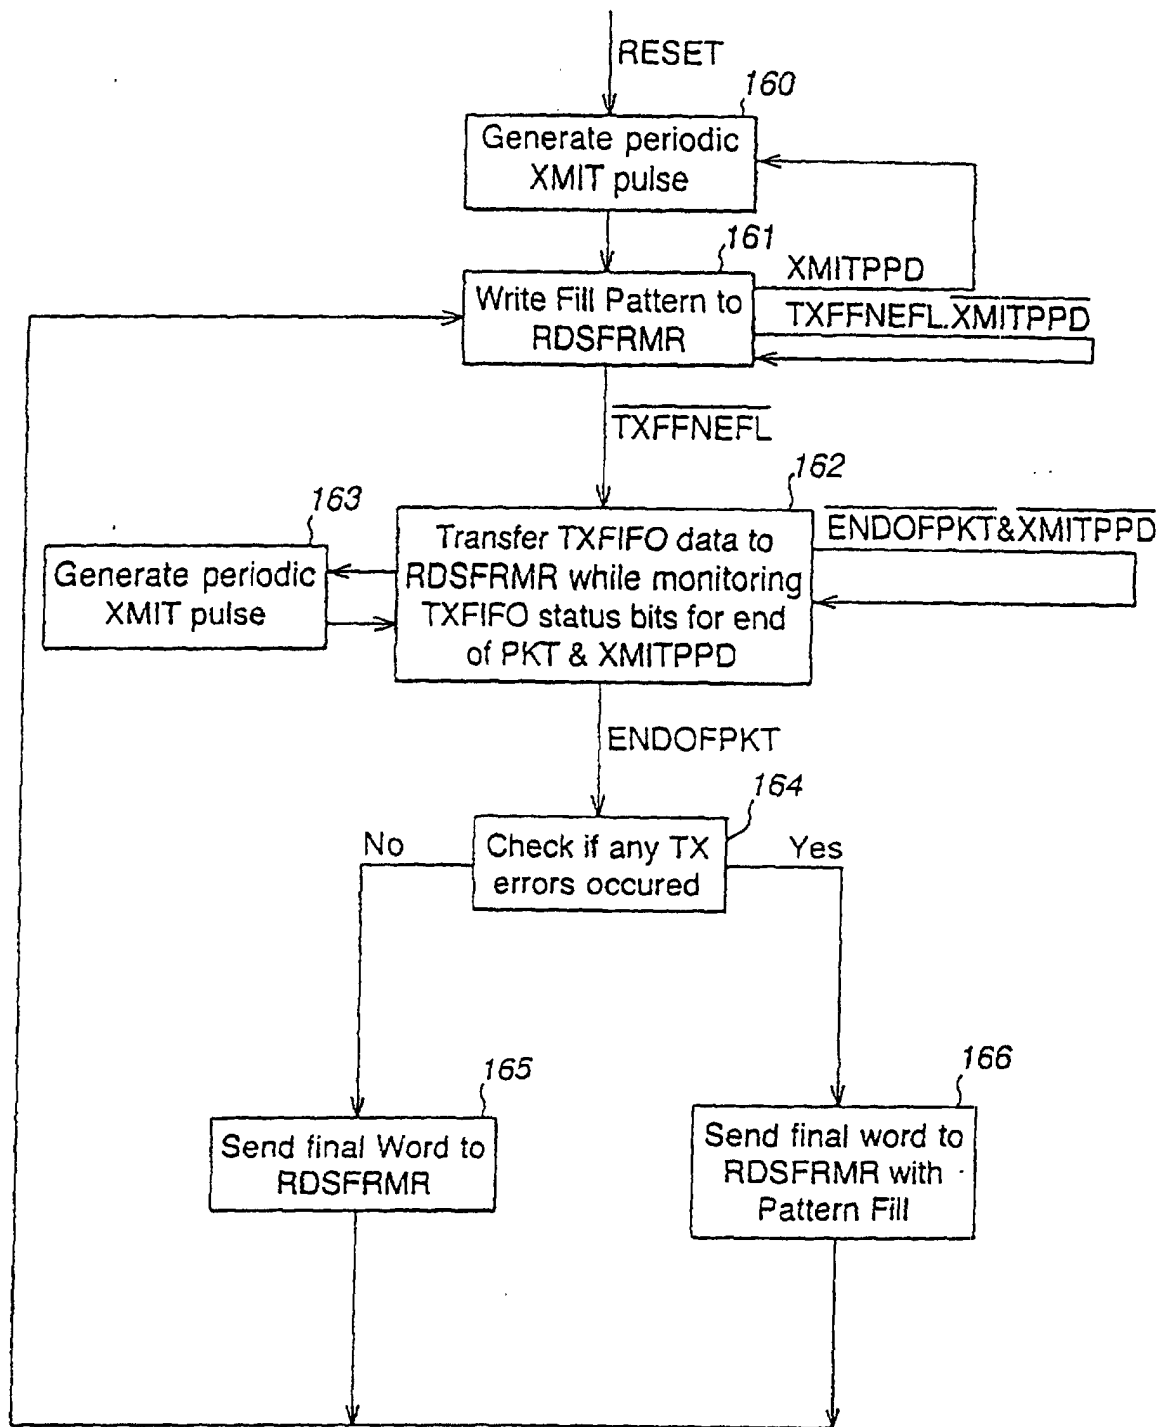 RESET
160
Generate periodic
XMIT pulse
161
XMITPPD
Write Fill Pattern to
RDSFRMR
TXFFNEFL.XMITPPD
TXFFNEFL
162
163
ENDOFPKT&XMITPPD
Transfer TXFIFO data to
RDSFRMR while monitoring
TXFIFO status bits for end
of PKT & XMITPPD
Generate periodic
XMIT pulse
ENDOFPKT
164
No
Check if any TX
errors occured
Yes
165
Send final Word to
RDSFRMR
166
Send final word to
RDSFRMR with
Pattern Fill